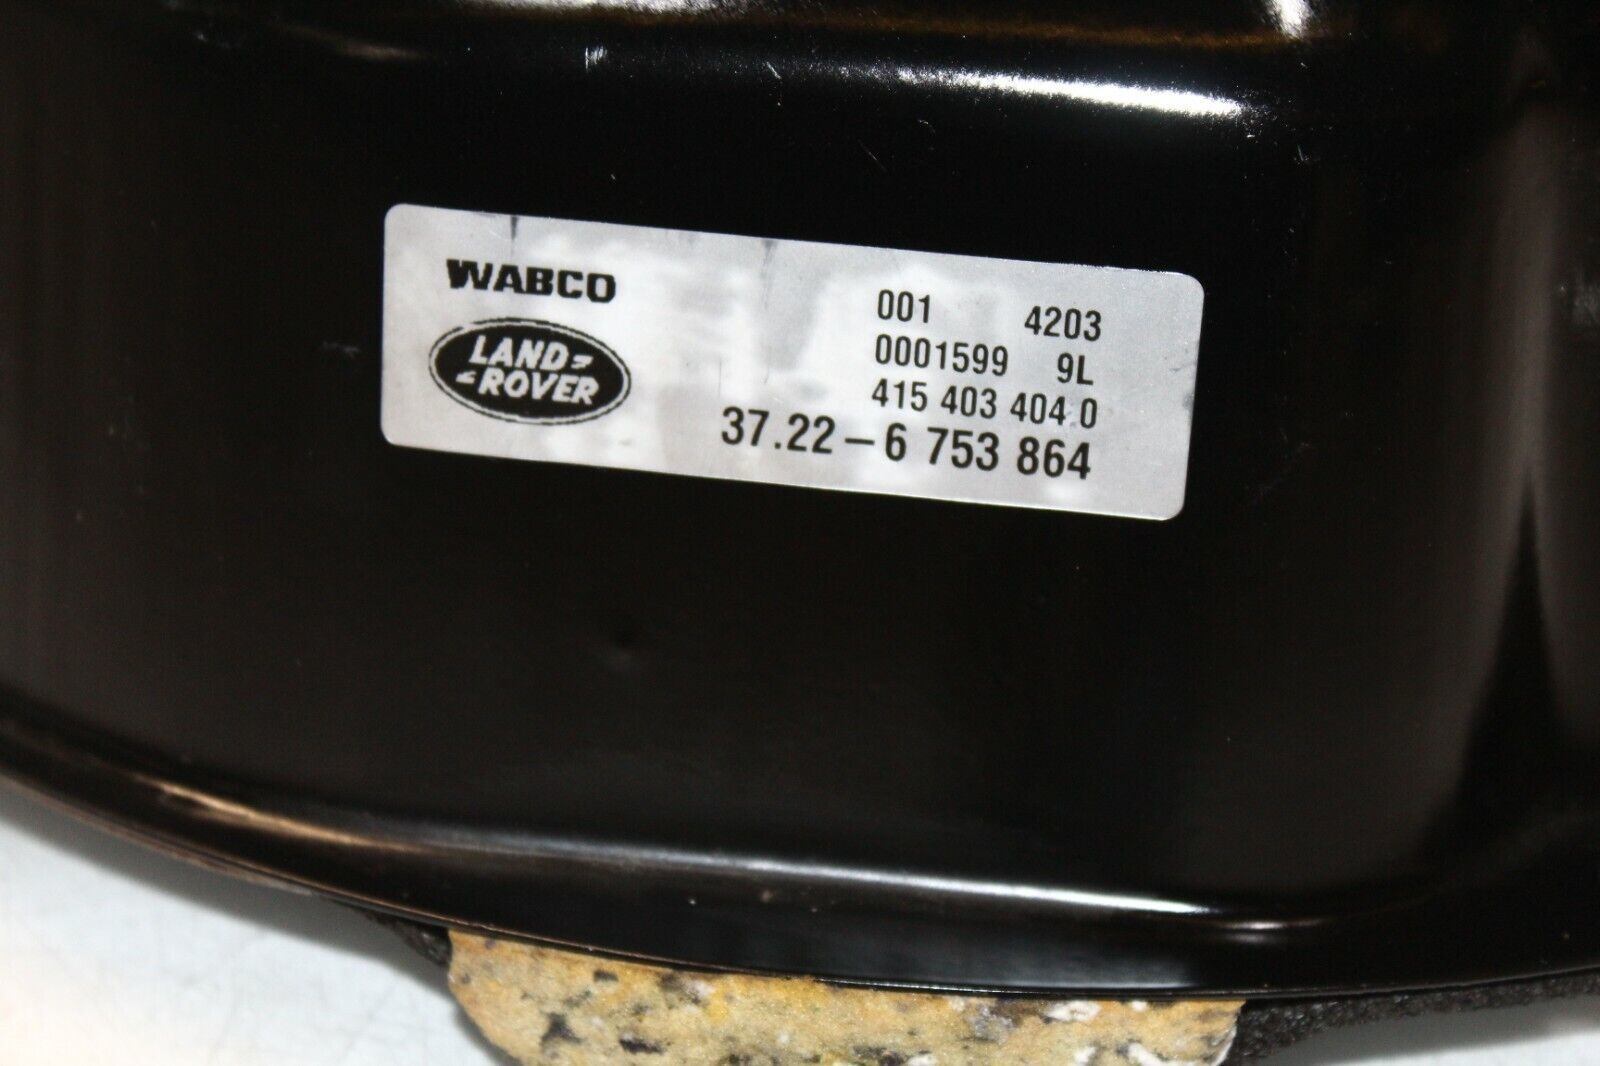 WABCO
LAND
ROVER
001 4203
0001599 9L
415 403 404 0
37.22–6 753 864